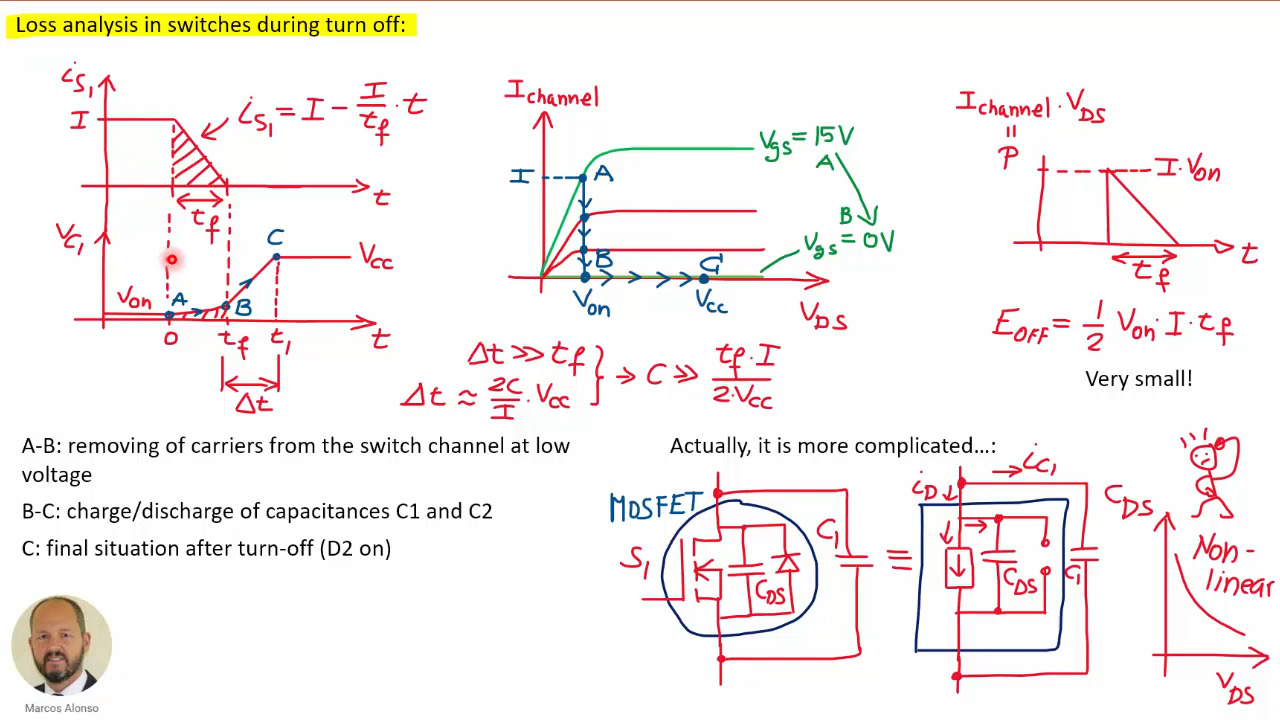 Loss analysis in switches during turn off:
iS1
I
iS1 = I - I/tf · t
t
tf
VC1
Von
A
B
C
Vcc
0
tf
t1
t
Δt
Ichannel
I
A
B
C
Von
Vcc
VDS
Vgs = 15V
A
B
Vgs = 0V
Δt >> tf
Δt ≈ 2C/I · Vcc
→ C >> tf · I / 2 · Vcc
Ichannel · VDS
=
P
I · Von
t
tf
EOFF = 1/2 Von · I · tf
Very small!
A-B: removing of carriers from the switch channel at low
voltage
B-C: charge/discharge of capacitances C1 and C2
C: final situation after turn-off (D2 on)
Actually, it is more complicated...:
MOSFET
S1
CDS
C1
≡
iD
iC1
CDS
C1
CDS
Non-
linear
VDS
Marcos Alonso